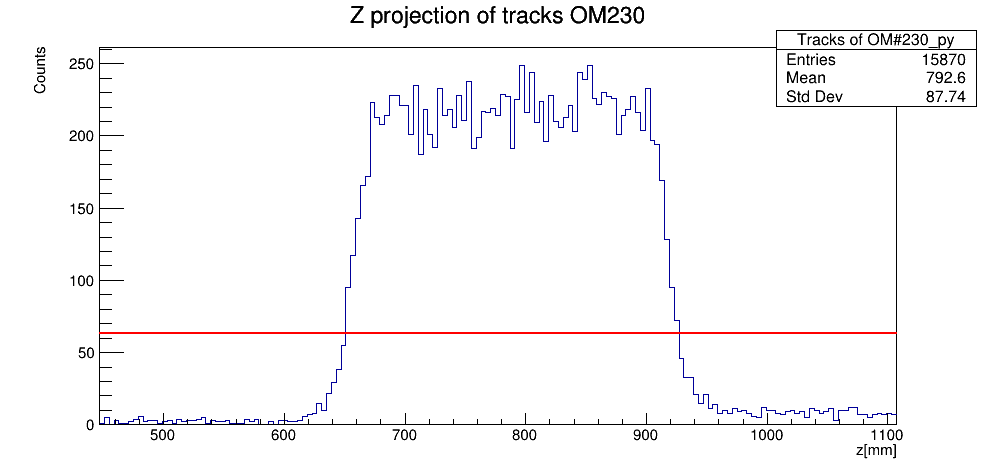 Z projection of tracks OM230
Tracks of OM#230_py
Entries 15870
Mean 792.6
Std Dev 87.74
Counts
250
200
150
100
50
0
500 600 700 800 900 1000 1100
z[mm]